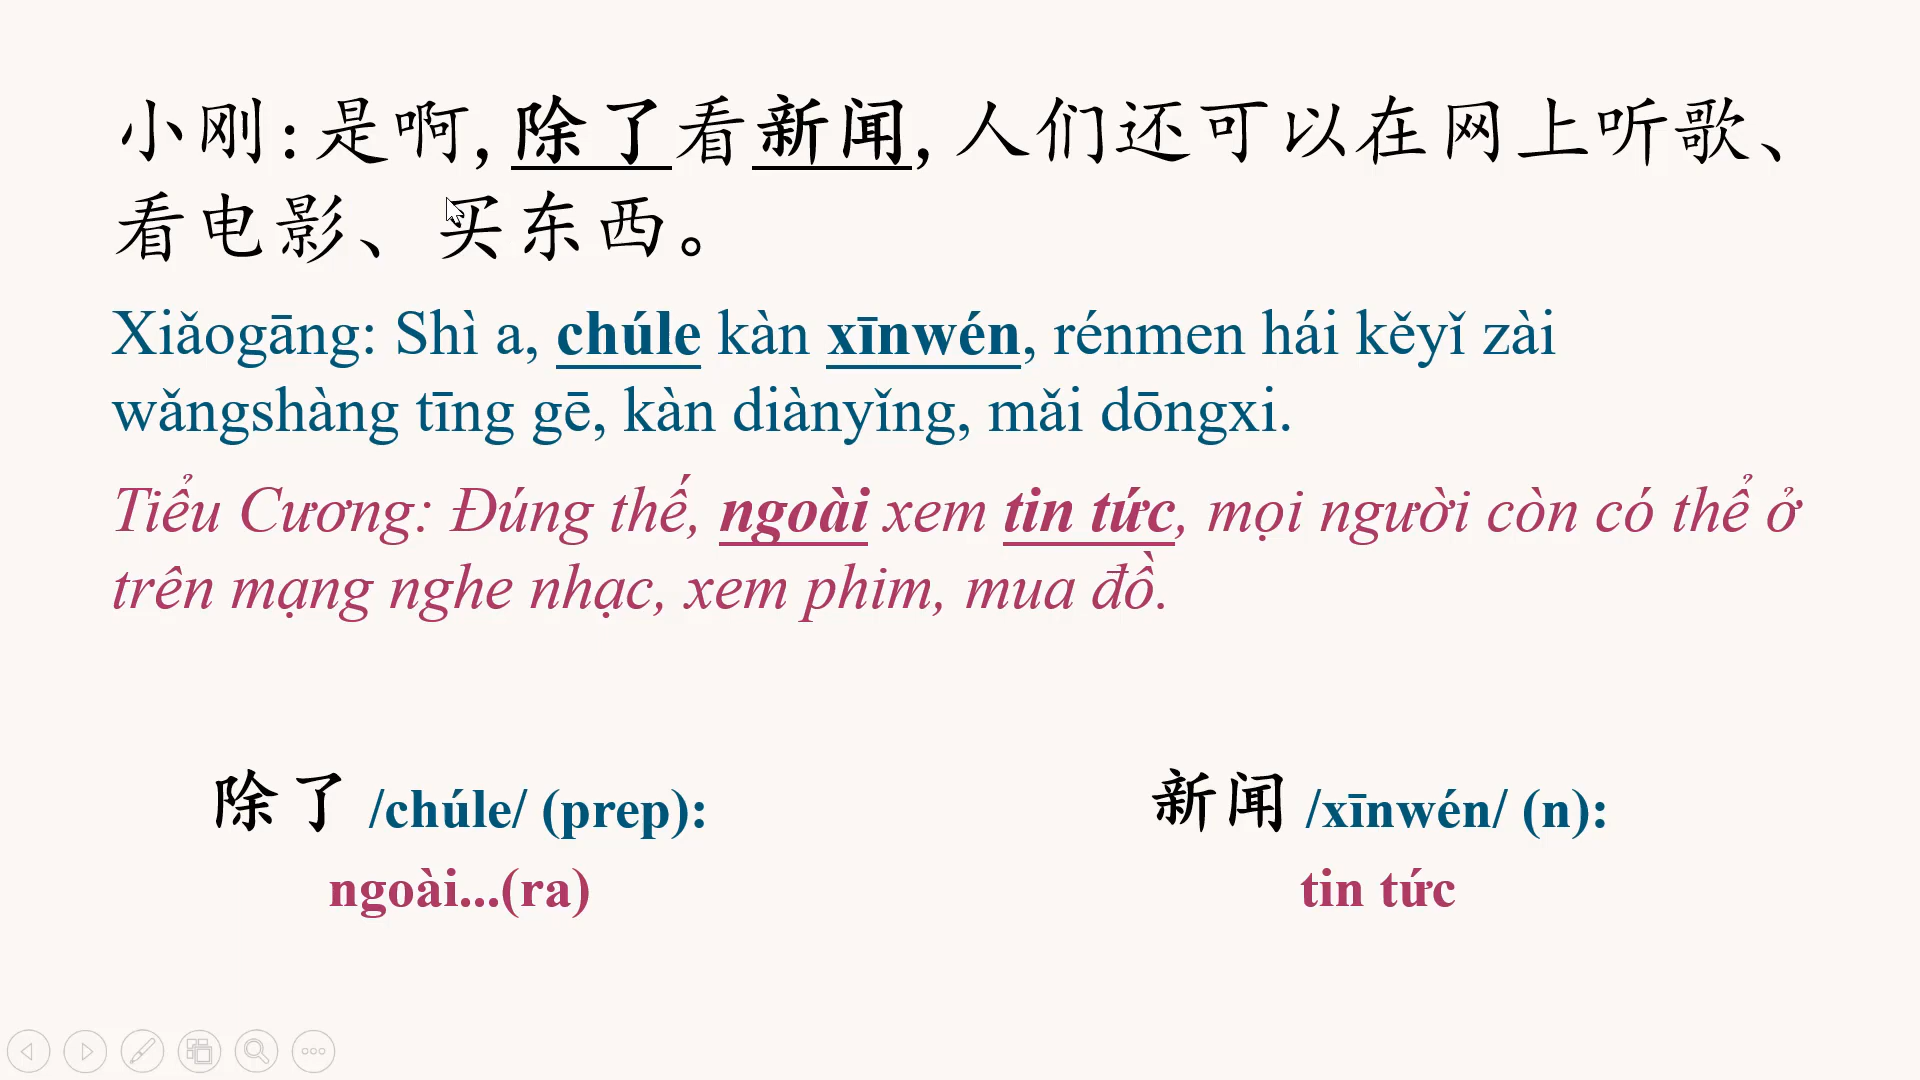 小刚:是啊,除了看新闻,人们还可以在网上听歌、
看电影、买东西。
Xiǎogāng: Shì a, chúle kàn xīnwén, rénmen hái kěyǐ zài
wǎngshàng tīng gē, kàn diànyǐng, mǎi dōngxi.
Tiểu Cương: Đúng thế, ngoài xem tin tức, mọi người còn có thể ở
trên mạng nghe nhạc, xem phim, mua đồ.
除了 /chúle/ (prep):
ngoài...(ra)
新闻 /xīnwén/ (n):
tin tức